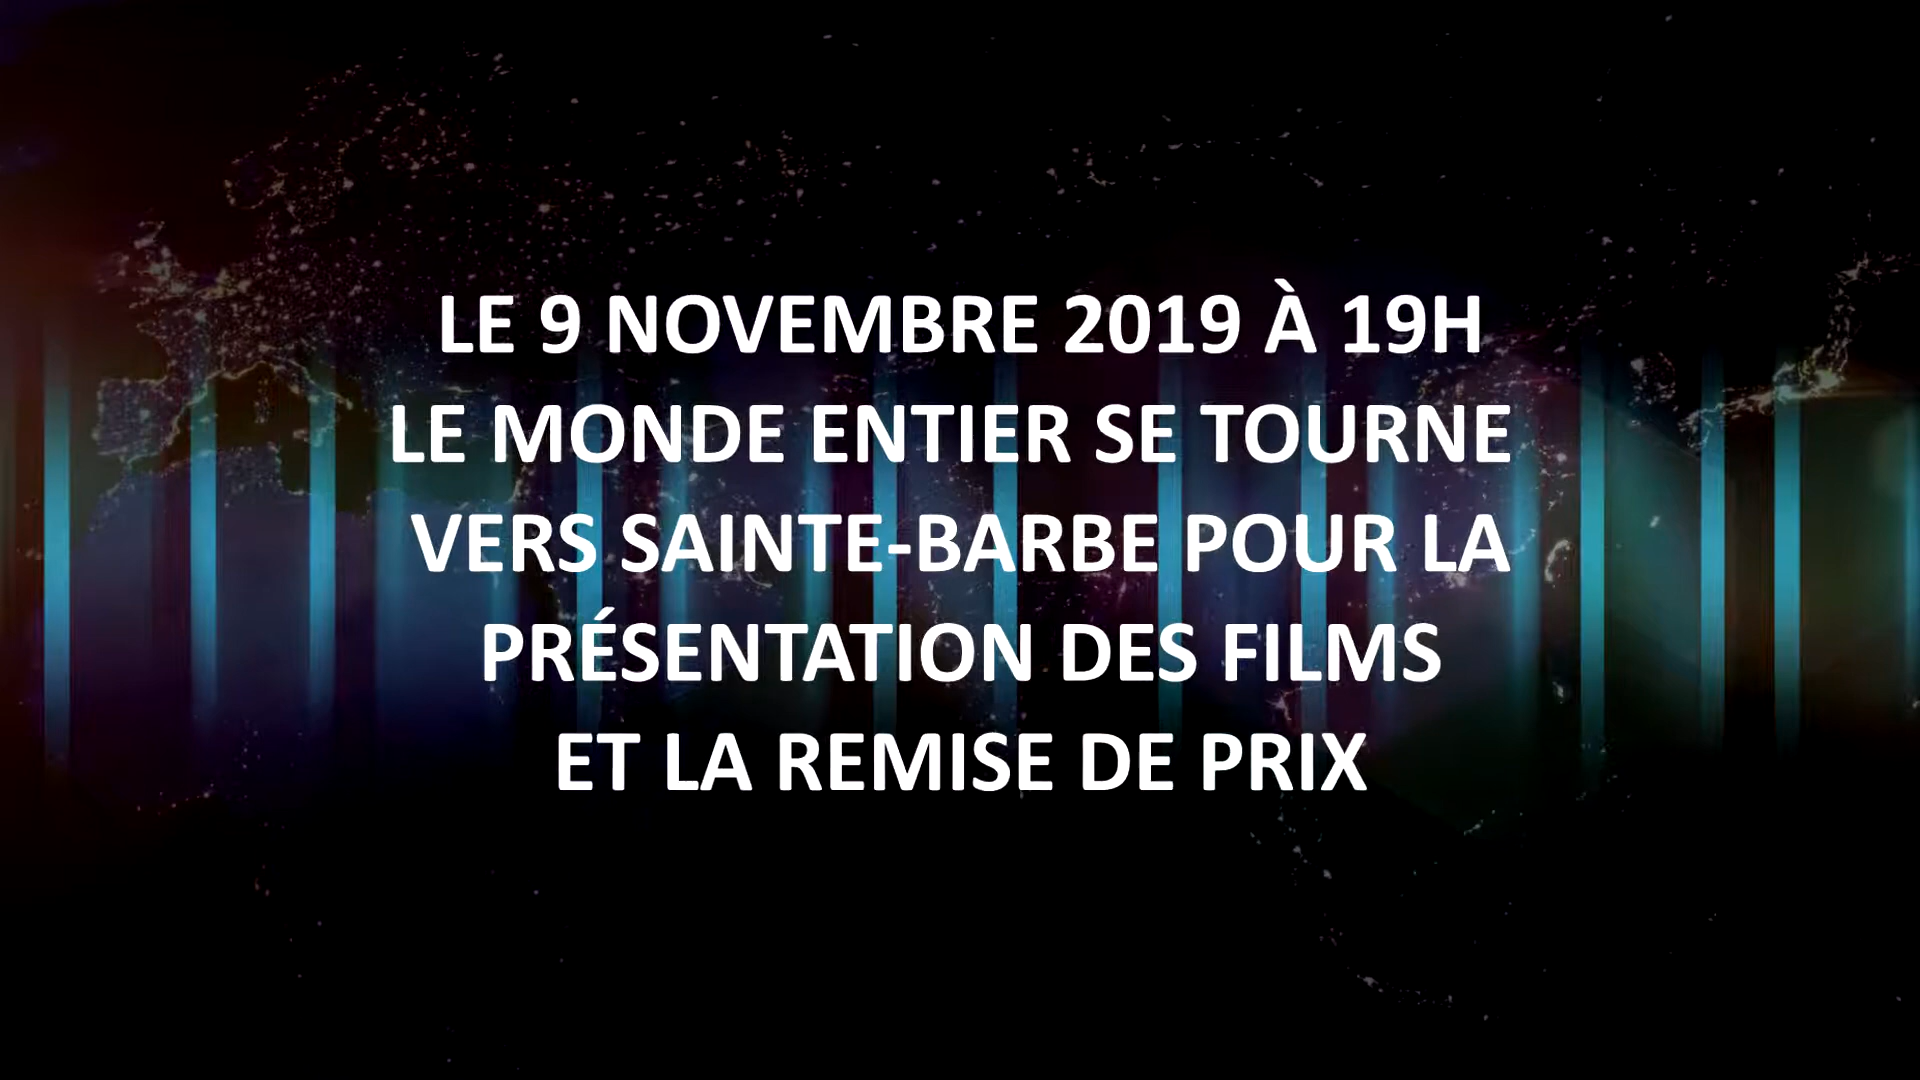 LE 9 NOVEMBRE 2019 À 19H
LE MONDE ENTIER SE TOURNE
VERS SAINTE-BARBE POUR LA
PRÉSENTATION DES FILMS
ET LA REMISE DE PRIX